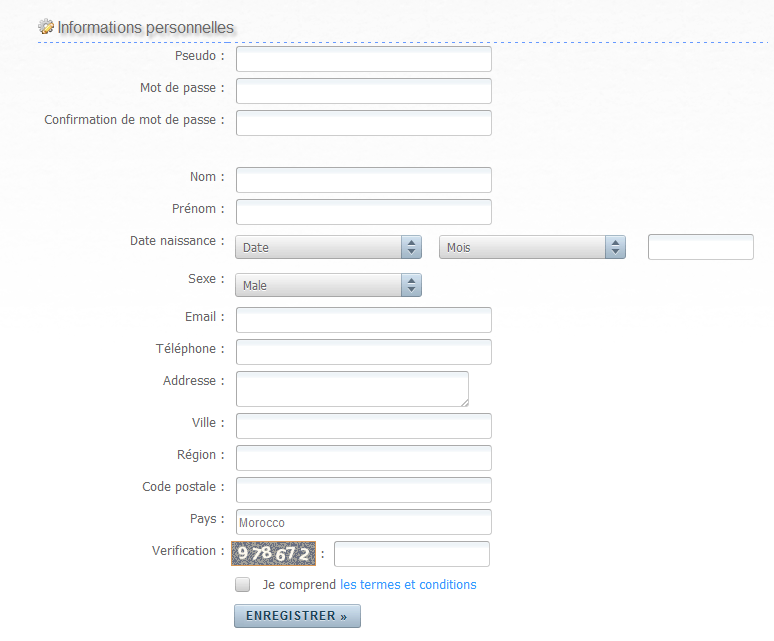 Informations personnelles
Pseudo :
Mot de passe :
Confirmation de mot de passe :
Nom :
Prénom :
Date naissance : Date Mois
Sexe : Male
Email :
Téléphone :
Addresse :
Ville :
Région :
Code postale :
Pays : Morocco
Verification : 978672 :
Je comprend les termes et conditions
ENREGISTRER »